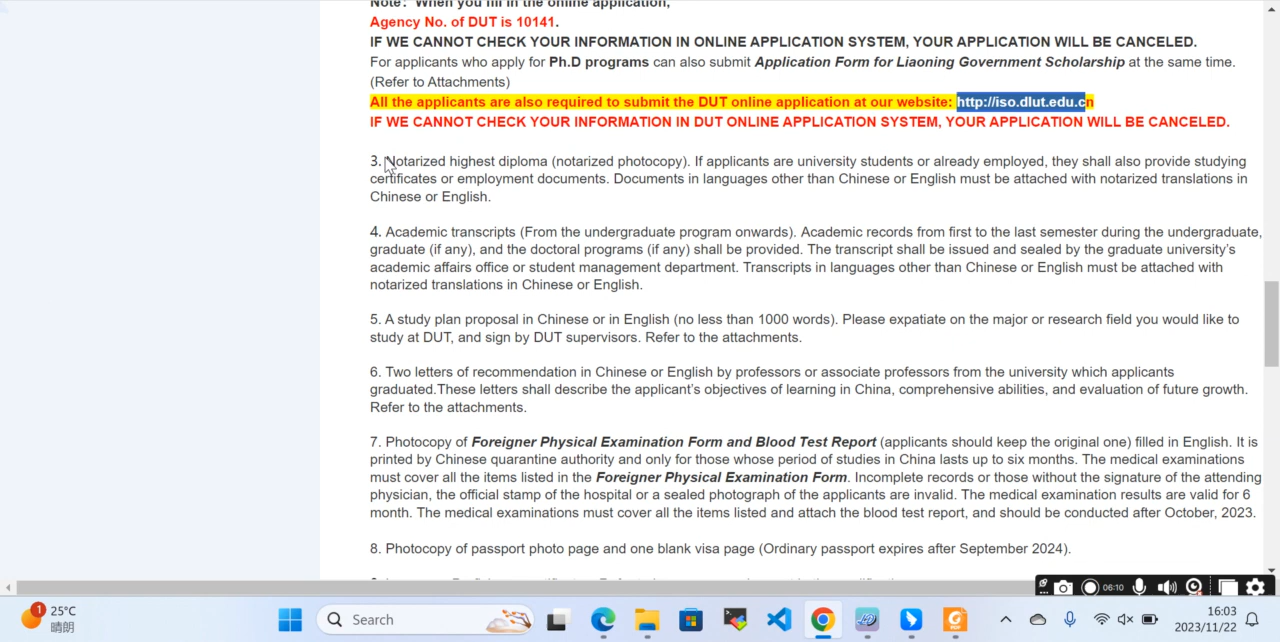 Note: When you fill in the online application,
Agency No. of DUT is 10141.
IF WE CANNOT CHECK YOUR INFORMATION IN ONLINE APPLICATION SYSTEM, YOUR APPLICATION WILL BE CANCELED.
For applicants who apply for Ph.D programs can also submit Application Form for Liaoning Government Scholarship at the same time.
(Refer to Attachments)
All the applicants are also required to submit the DUT online application at our website: http://iso.dlut.edu.cn
IF WE CANNOT CHECK YOUR INFORMATION IN DUT ONLINE APPLICATION SYSTEM, YOUR APPLICATION WILL BE CANCELED.
3. Notarized highest diploma (notarized photocopy). If applicants are university students or already employed, they shall also provide studying
certificates or employment documents. Documents in languages other than Chinese or English must be attached with notarized translations in
Chinese or English.
4. Academic transcripts (From the undergraduate program onwards). Academic records from first to the last semester during the undergraduate,
graduate (if any), and the doctoral programs (if any) shall be provided. The transcript shall be issued and sealed by the graduate university's
academic affairs office or student management department. Transcripts in languages other than Chinese or English must be attached with
notarized translations in Chinese or English.
5. A study plan proposal in Chinese or in English (no less than 1000 words). Please expatiate on the major or research field you would like to
study at DUT, and sign by DUT supervisors. Refer to the attachments.
6. Two letters of recommendation in Chinese or English by professors or associate professors from the university which applicants
graduated.These letters shall describe the applicant's objectives of learning in China, comprehensive abilities, and evaluation of future growth.
Refer to the attachments.
7. Photocopy of Foreigner Physical Examination Form and Blood Test Report (applicants should keep the original one) filled in English. It is
printed by Chinese quarantine authority and only for those whose period of studies in China lasts up to six months. The medical examinations
must cover all the items listed in the Foreigner Physical Examination Form. Incomplete records or those without the signature of the attending
physician, the official stamp of the hospital or a sealed photograph of the applicants are invalid. The medical examination results are valid for 6
month. The medical examinations must cover all the items listed and attach the blood test report, and should be conducted after October, 2023.
8. Photocopy of passport photo page and one blank visa page (Ordinary passport expires after September 2024).
06:10
1
25°C
晴朗
Search
16:03
2023/11/22